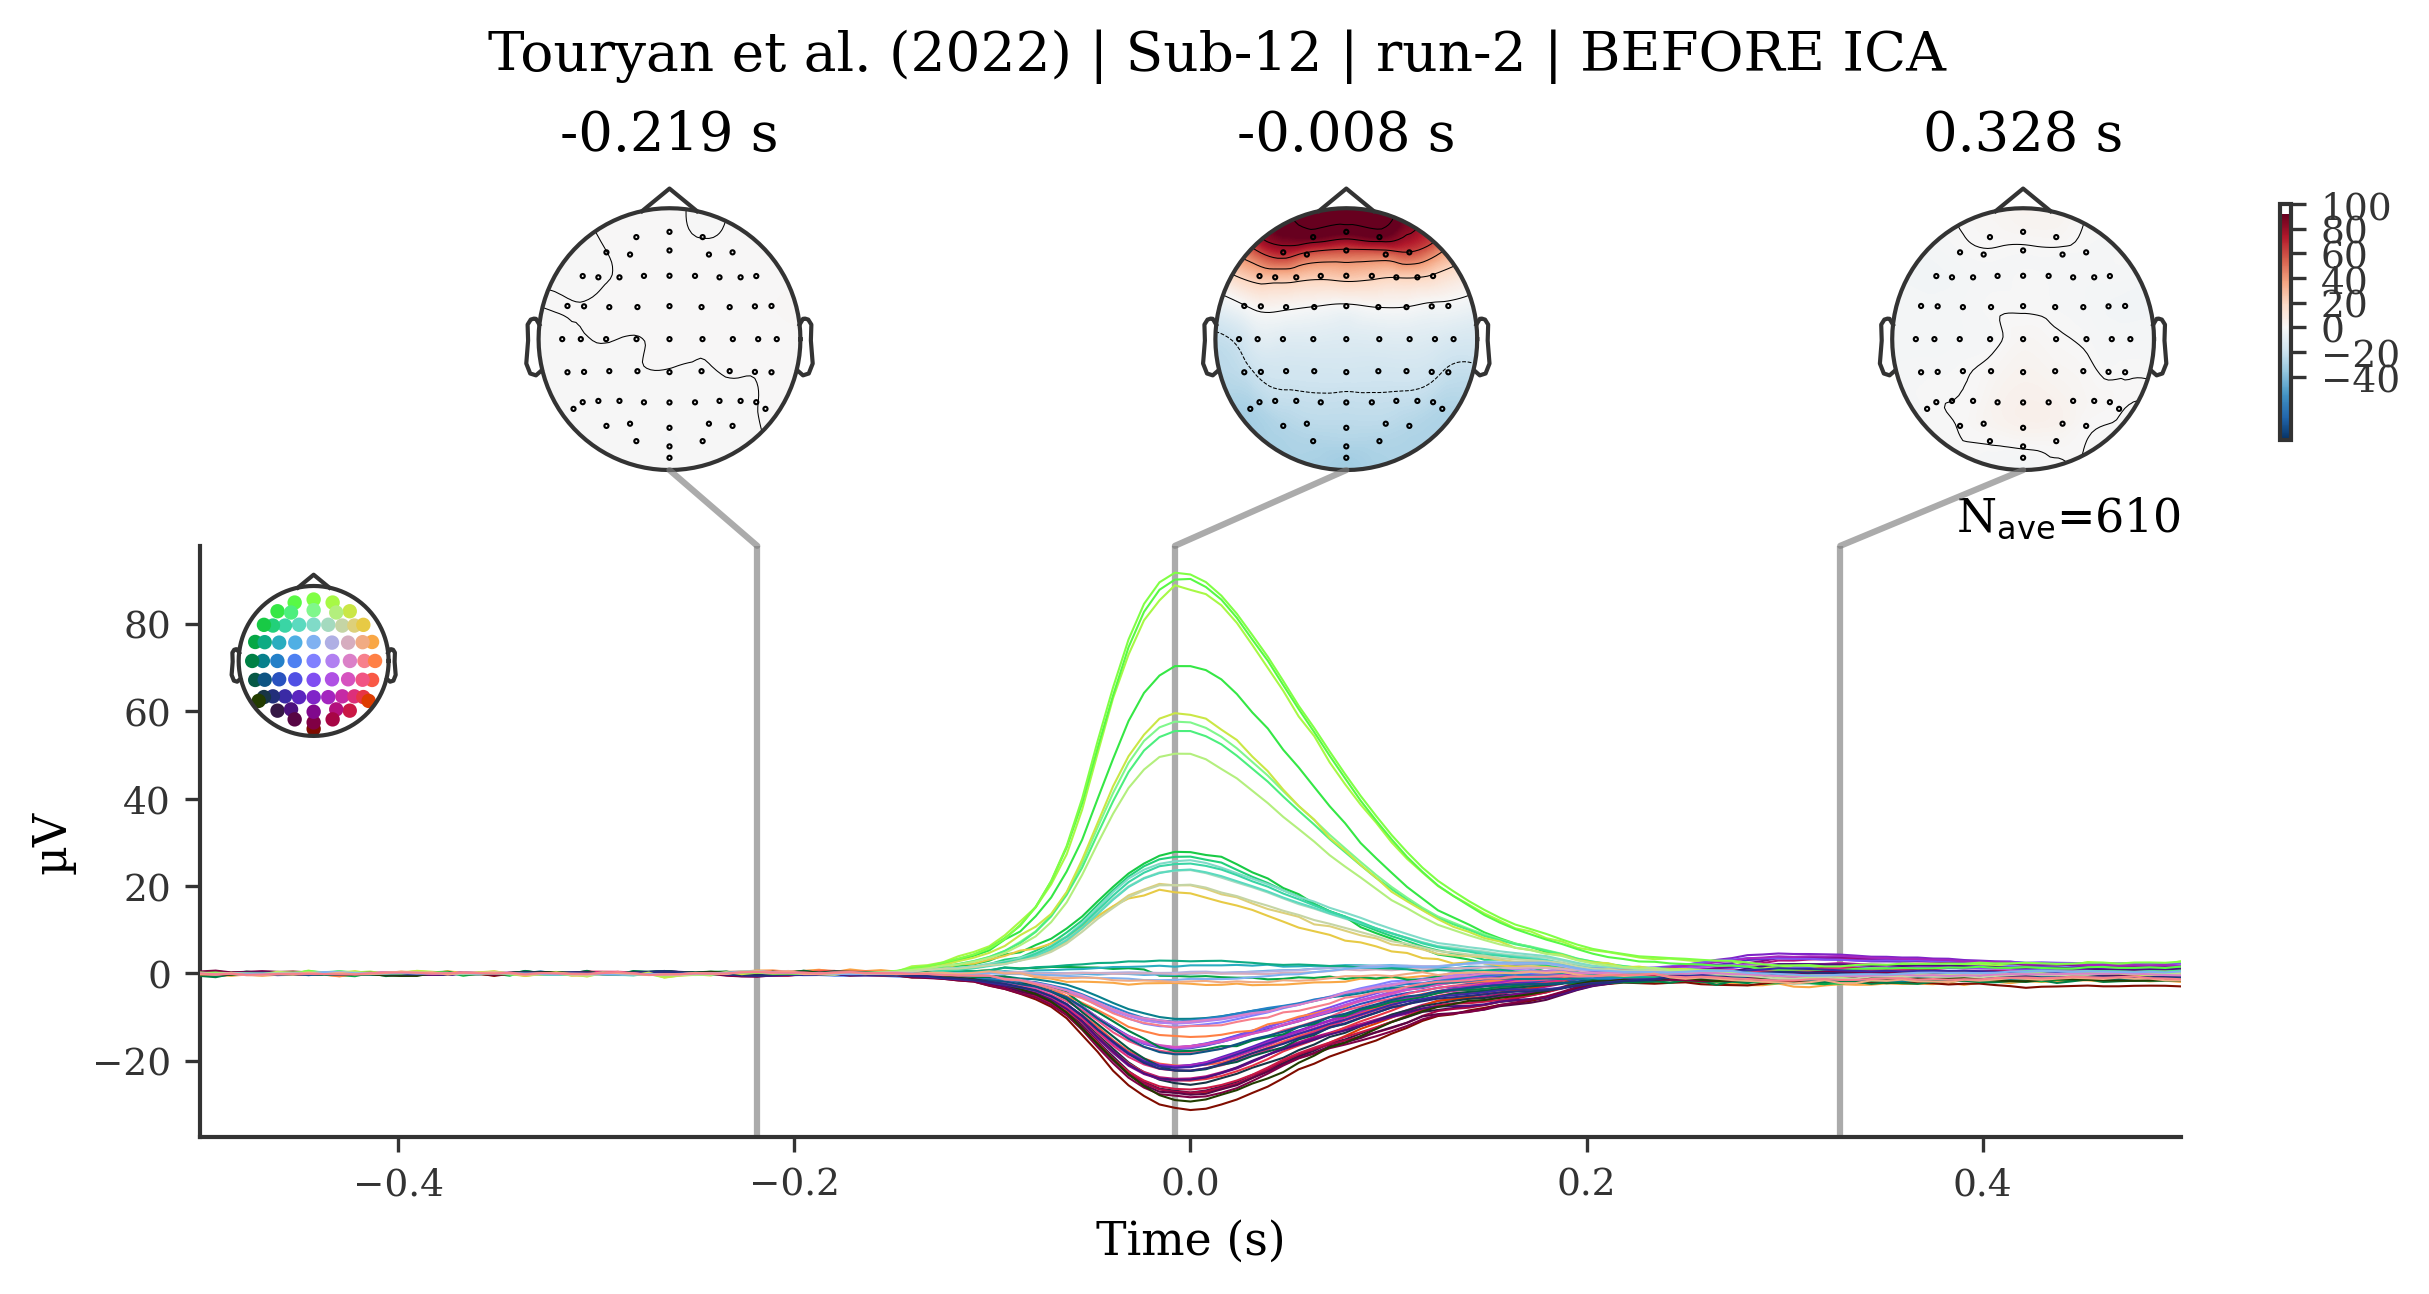 Touryan et al. (2022) | Sub-12 | run-2 | BEFORE ICA
-0.219 s
-0.008 s
0.328 s
100
80
60
40
20
0
−20
−40
Nave=610
80
60
40
20
0
−20
µV
−0.4
−0.2
0.0
0.2
0.4
Time (s)